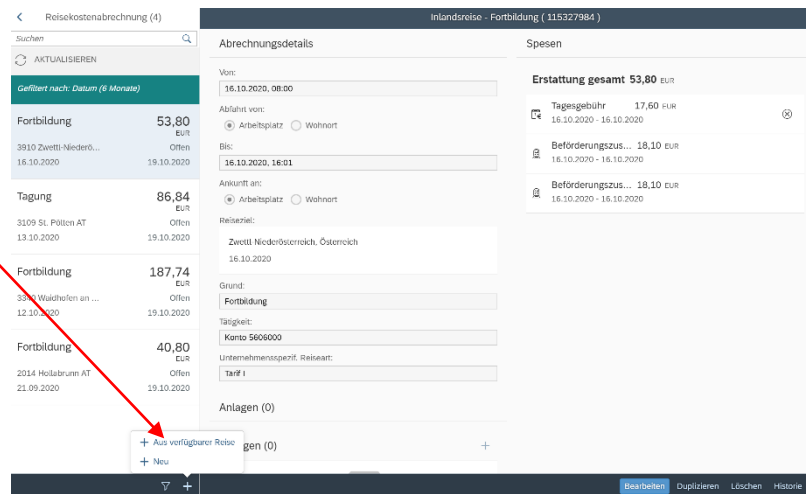 Reisekostenabrechnung (4)
Suchen
AKTUALISIEREN
Gefiltert nach: Datum (6 Monate)
Fortbildung 53,80
EUR
3910 Zwettl-Niederö... Offen
16.10.2020 19.10.2020
Tagung 86,84
EUR
3109 St. Pölten AT Offen
13.10.2020 19.10.2020
Fortbildung 187,74
EUR
3340 Waidhofen an ... Offen
12.10.2020 19.10.2020
Fortbildung 40,80
EUR
2014 Hollabrunn AT Offen
21.09.2020 19.10.2020
+ Aus verfügbarer Reise
+ Neu
Inlandsreise - Fortbildung ( 115327984 )
Abrechnungsdetails
Von:
16.10.2020, 08:00
Abfahrt von:
Arbeitsplatz Wohnort
Bis:
16.10.2020, 16:01
Ankunft an:
Arbeitsplatz Wohnort
Reiseziel:
Zwettl Niederösterreich, Österreich
16.10.2020
Grund:
Fortbildung
Tätigkeit:
Konto 5606000
Unternehmensspezif. Reiseart:
Tarif I
Anlagen (0)
gen (0)
Spesen
Erstattung gesamt 53,80 EUR
Tagesgebühr 17,60 EUR
16.10.2020 - 16.10.2020
Beförderungszus... 18,10 EUR
16.10.2020 - 16.10.2020
Beförderungszus... 18,10 EUR
16.10.2020 - 16.10.2020
Bearbeiten Duplizieren Löschen Historie